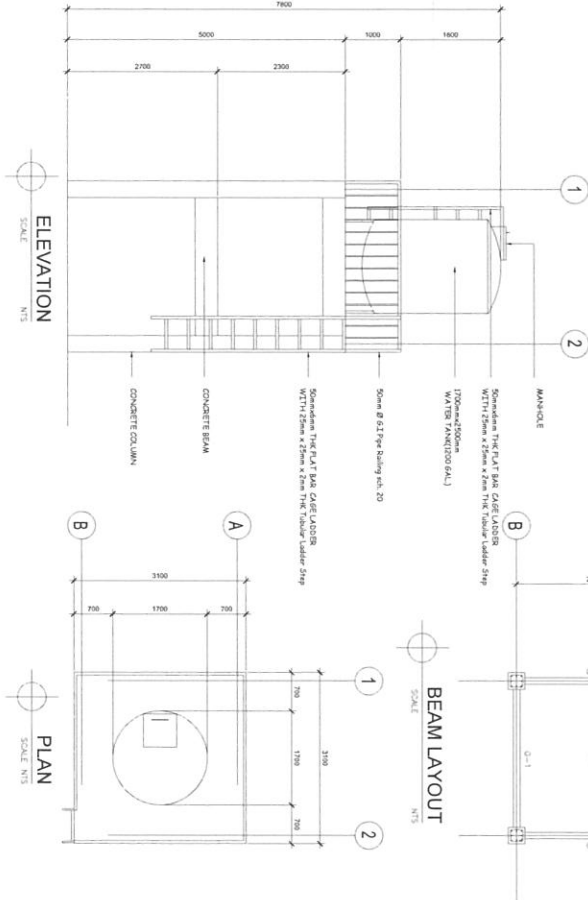 7800
5000
1000
1800
2700
2300
1
2
MANHOLE
50mmx6mm THK FLAT BAR CAGE LADDER
WITH 25mm x 25mm x 2mm THK Tubular Ladder Step
1700mmx2500mm
WATER TANK(1200 GAL.)
50mm Ø G.I Pipe Railing sch. 20
50mmx6mm THK FLAT BAR CAGE LADDER
WITH 25mm x 25mm x 2mm THK Tubular Ladder Step
CONCRETE BEAM
CONCRETE COLUMN
ELEVATION
SCALE NTS
B
G-1
BEAM LAYOUT
SCALE NTS
A
B
3100
700
1700
700
1
2
3100
700
1700
700
PLAN
SCALE NTS